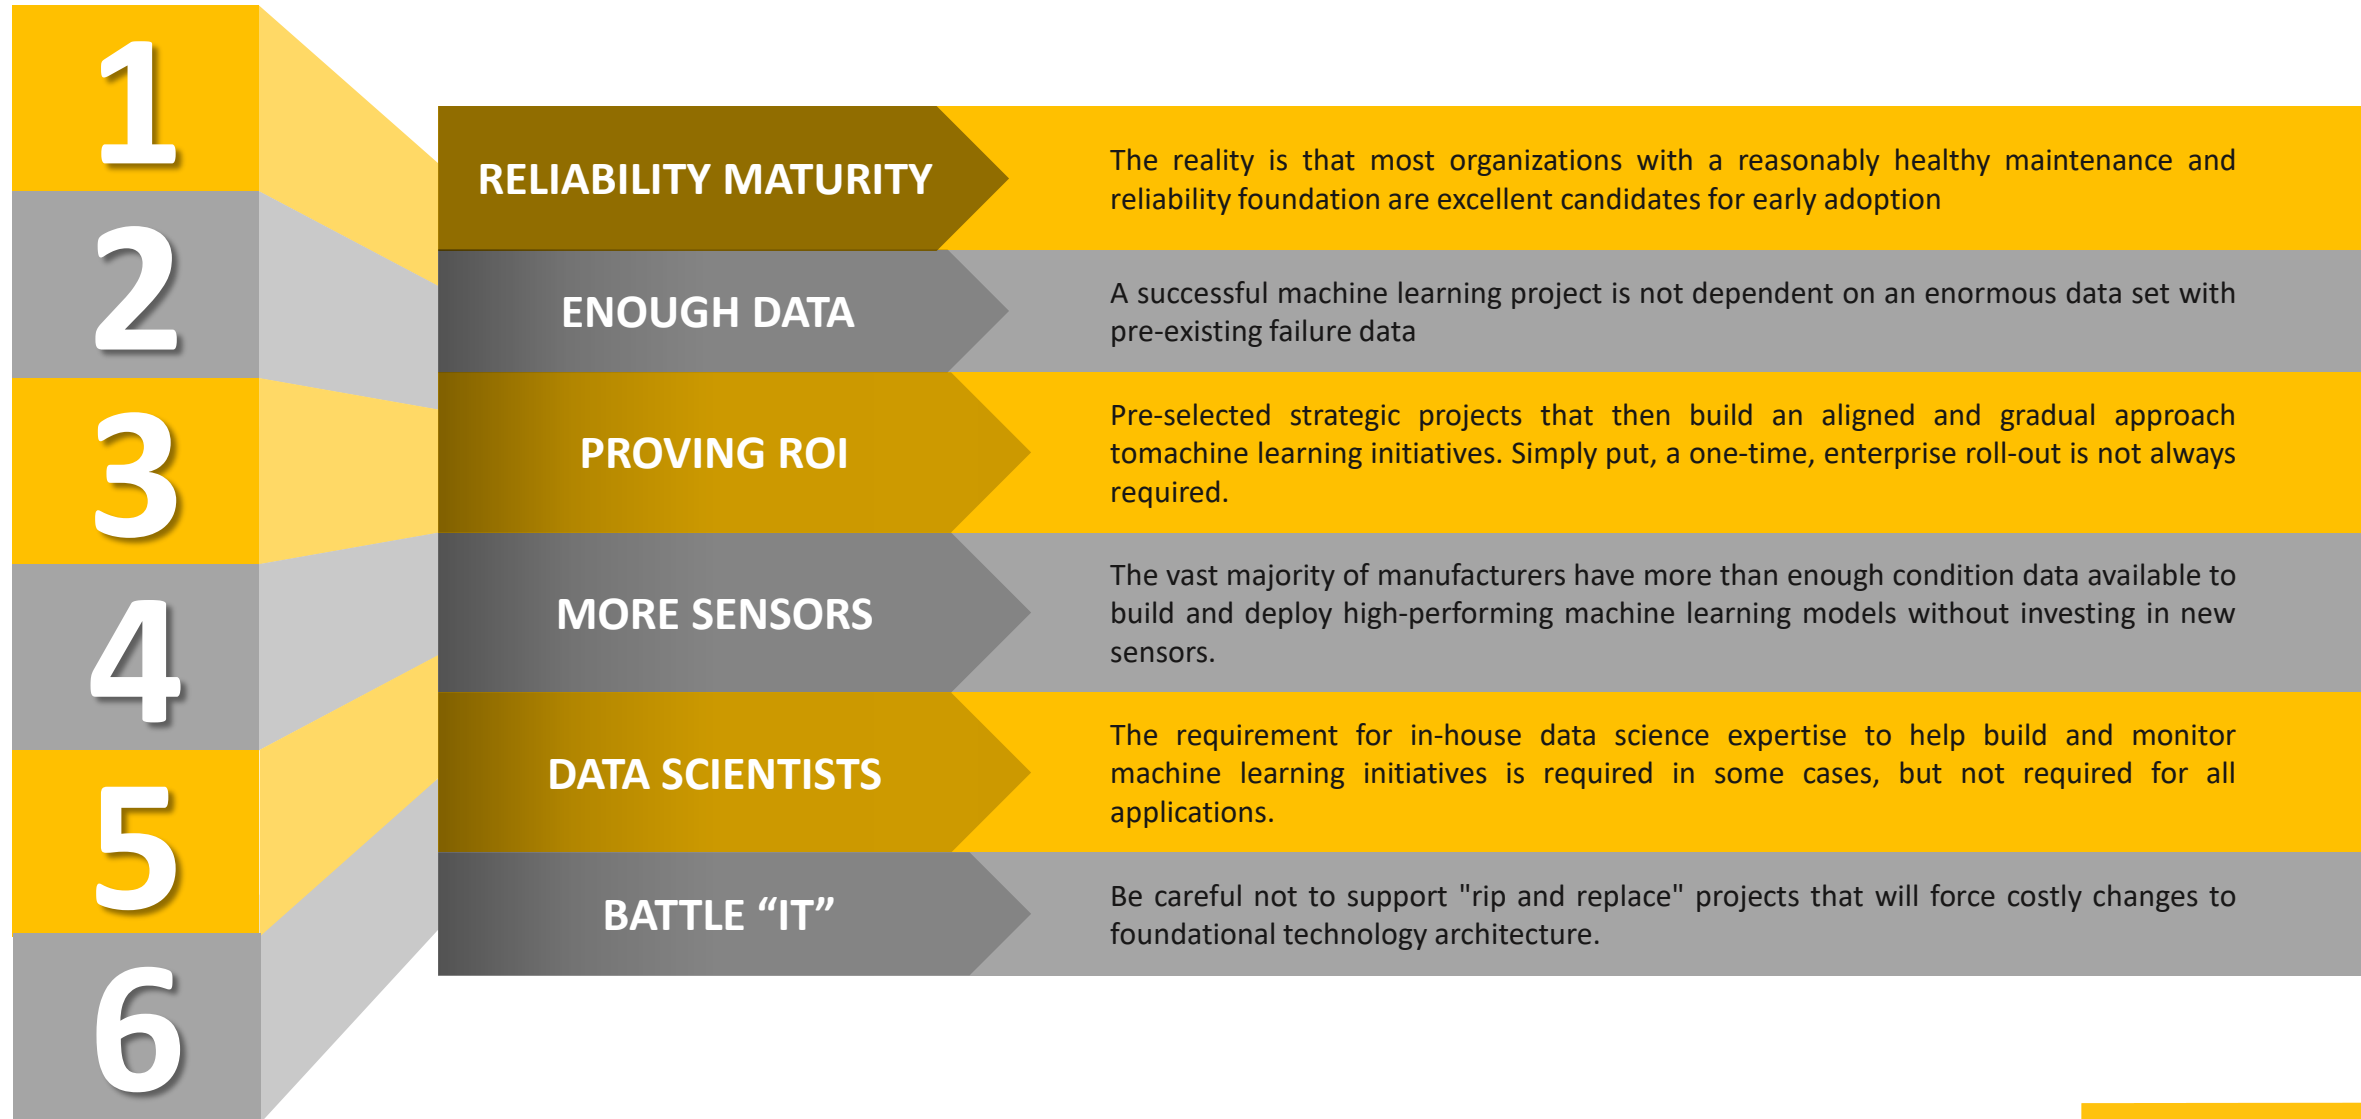 1
RELIABILITY MATURITY
The reality is that most organizations with a reasonably healthy maintenance and
reliability foundation are excellent candidates for early adoption
2
ENOUGH DATA
A successful machine learning project is not dependent on an enormous data set with
pre-existing failure data
3
PROVING ROI
Pre-selected strategic projects that then build an aligned and gradual approach
tomachine learning initiatives. Simply put, a one-time, enterprise roll-out is not always
required.
4
MORE SENSORS
The vast majority of manufacturers have more than enough condition data available to
build and deploy high-performing machine learning models without investing in new
sensors.
5
DATA SCIENTISTS
The requirement for in-house data science expertise to help build and monitor
machine learning initiatives is required in some cases, but not required for all
applications.
6
BATTLE “IT”
Be careful not to support "rip and replace" projects that will force costly changes to
foundational technology architecture.